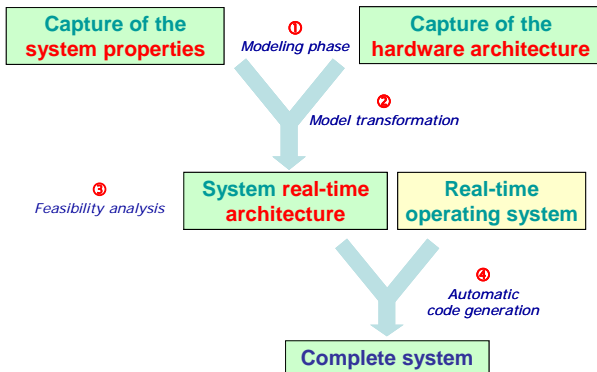 Capture of the
system properties
①
Modeling phase
Capture of the
hardware architecture
②
Model transformation
③
Feasibility analysis
System real-time
architecture
Real-time
operating system
④
Automatic
code generation
Complete system